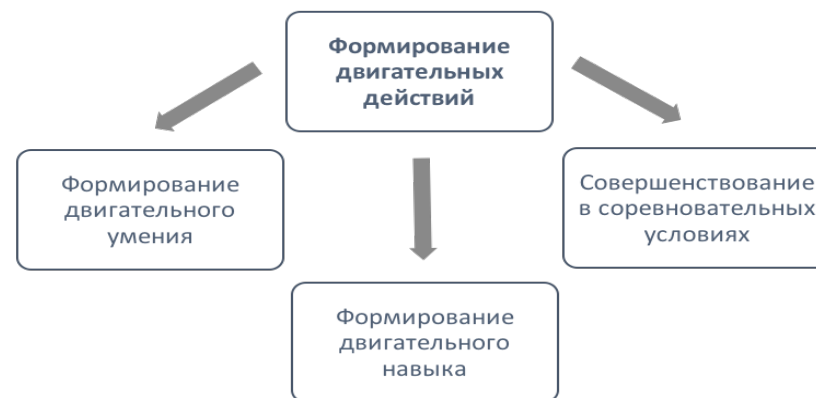 Формирование
двигательных
действий
Формирование
двигательного
умения
Совершенствование
в соревновательных
условиях
Формирование
двигательного
навыка